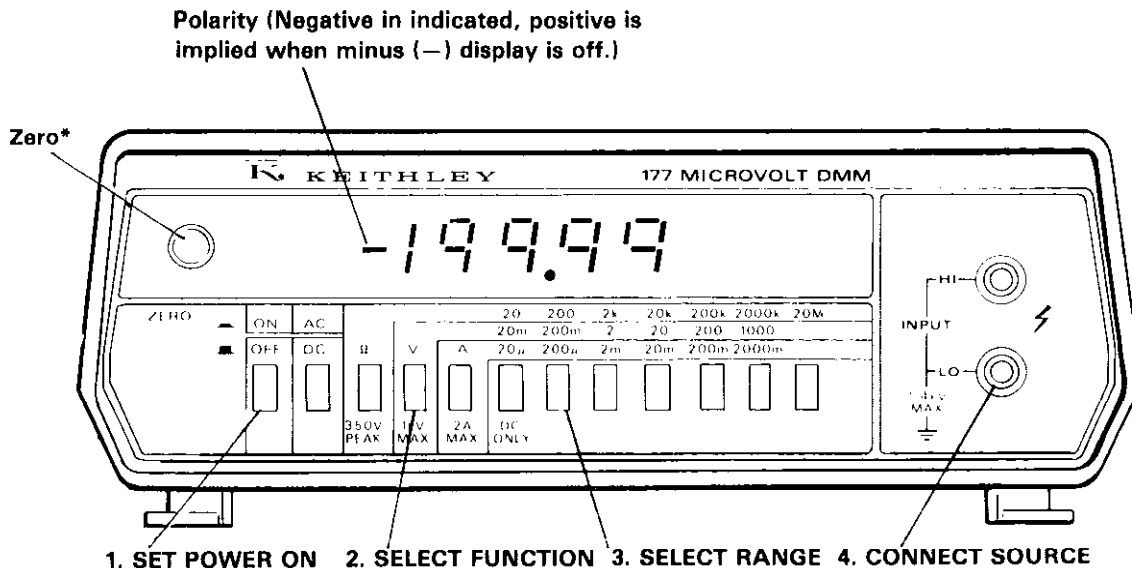 Polarity (Negative in indicated, positive is
implied when minus (—) display is off.)
Zero*
K KEITHLEY 177 MICROVOLT DMM
-199.99
ZERO ON AC 20 200 2k 20k 200k 2000k 20M
20m 200m 2 20 200 1000
OFF DC Ω V A 20µ 200µ 2m 20m 200m 2000m
HI
INPUT
LO
MAX
350V PEAK MAX 2A MAX DC ONLY
1. SET POWER ON 2. SELECT FUNCTION 3. SELECT RANGE 4. CONNECT SOURCE